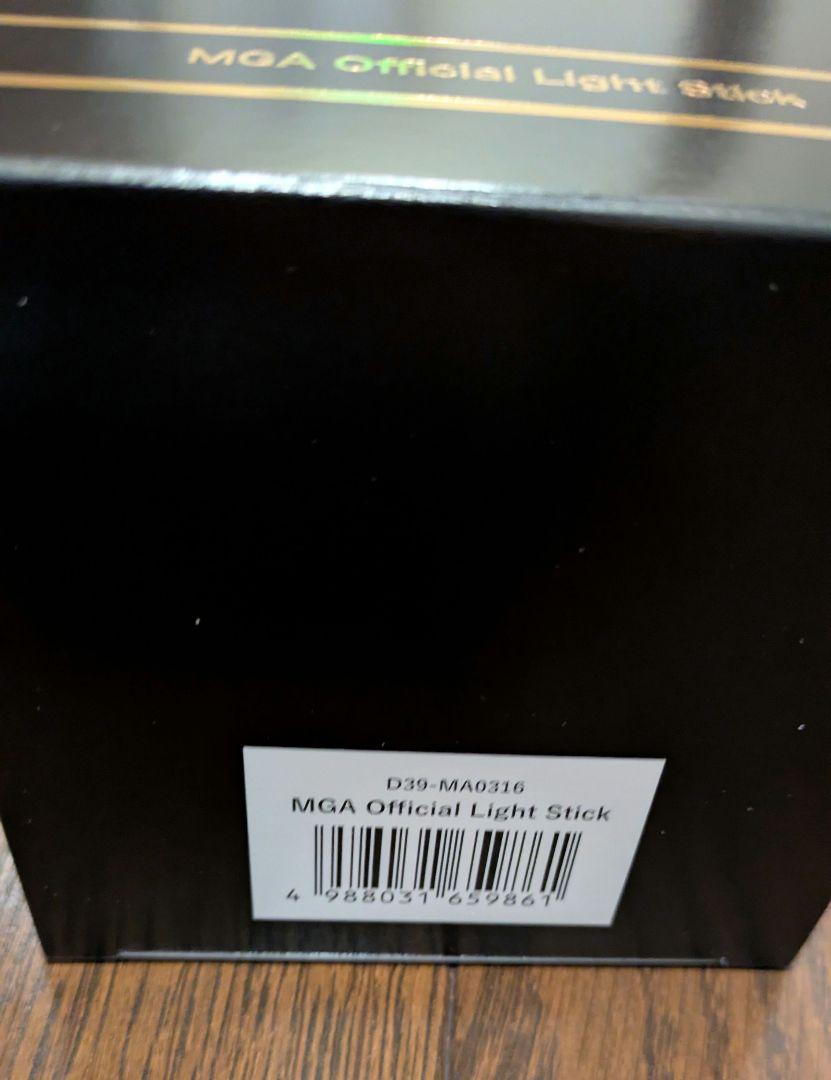 MGA Official Light Stick
D39-MA0316
MGA Official Light Stick
4 988031 659861